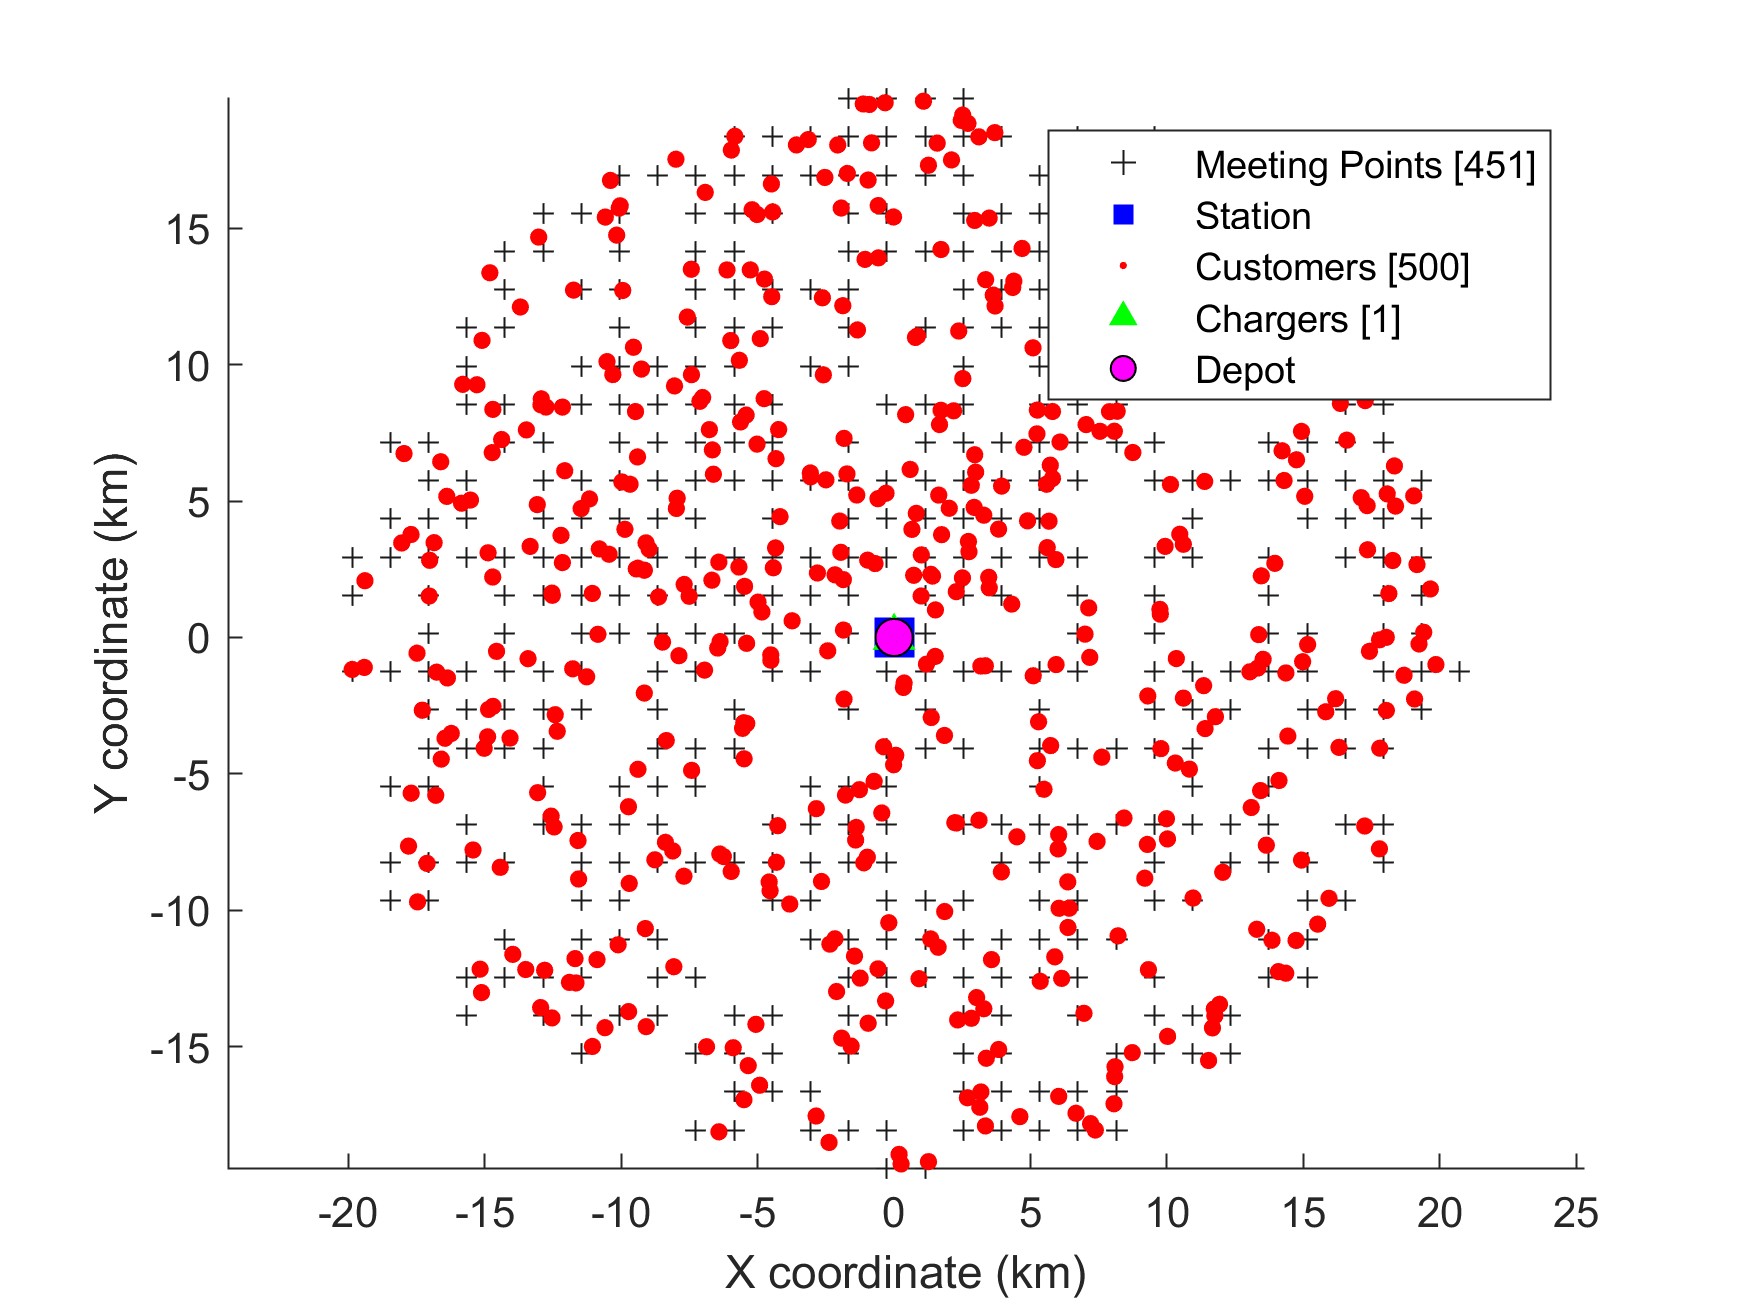 Meeting Points [451]
Station
Customers [500]
Chargers [1]
Depot
15
10
5
0
-5
-10
-15
Y coordinate (km)
-20 -15 -10 -5 0 5 10 15 20 25
X coordinate (km)